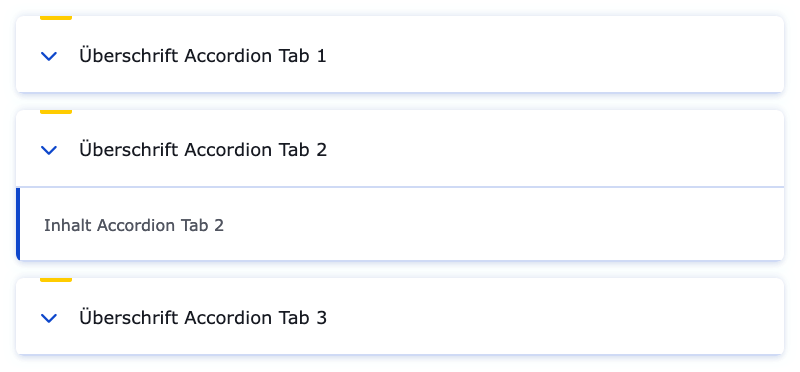 Überschrift Accordion Tab 1
Überschrift Accordion Tab 2
Inhalt Accordion Tab 2
Überschrift Accordion Tab 3